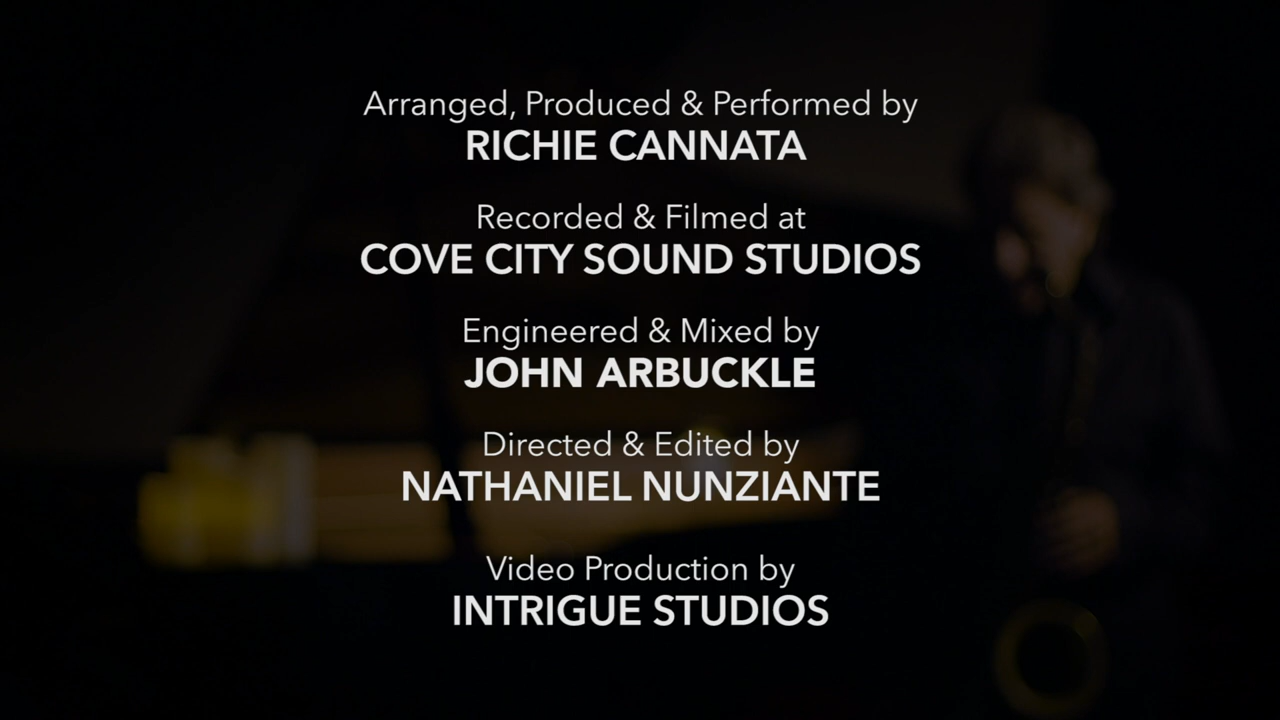 Arranged, Produced & Performed by
RICHIE CANNATA
Recorded & Filmed at
COVE CITY SOUND STUDIOS
Engineered & Mixed by
JOHN ARBUCKLE
Directed & Edited by
NATHANIEL NUNZIANTE
Video Production by
INTRIGUE STUDIOS